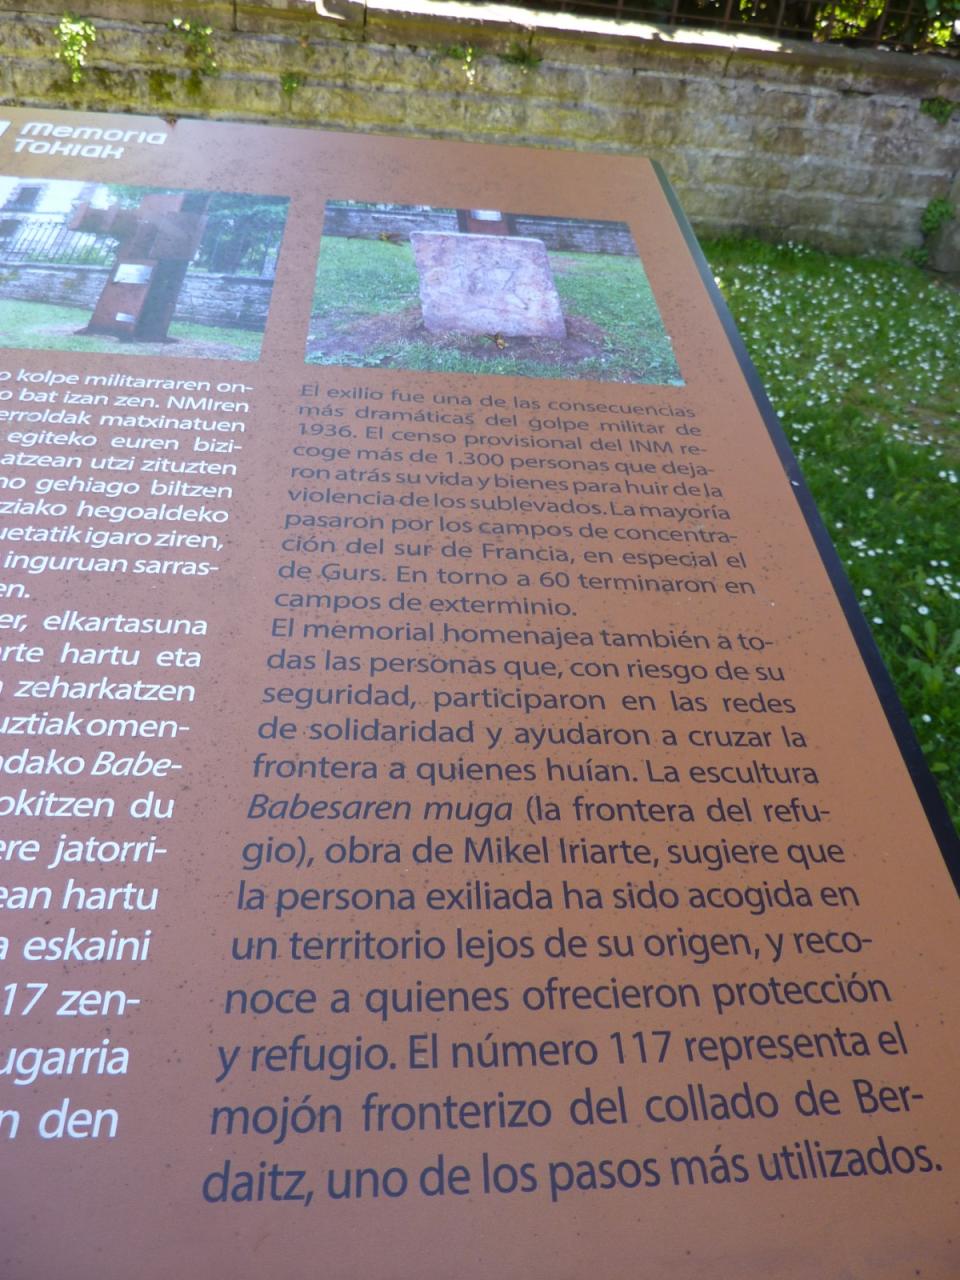 memoria
Tokiak
kolpe militarraren on-
bat izan zen. NMIren
erroldak matxinatuen
egiteko euren bizi-
atzean utzi zituzten
gehiago biltzen
hegoaldeko
igaro ziren,
inguruan sarras-
en.
elkartasuna
hartu eta
zeharkatzen
omen-
Babe-
okitzen du
ere jatorri-
hartu
eskaini
17 zen-
ugarria
den
El exilio fue una de las consecuencias
más dramáticas del golpe militar de
1936. El censo provisional del INM re-
coge más de 1.300 personas que deja-
ron atrás su vida y bienes para huir de la
violencia de los sublevados. La mayoría
pasaron por los campos de concentra-
ción del sur de Francia, en especial el
de Gurs. En torno a 60 terminaron en
campos de exterminio.
El memorial homenajea también a to-
das las personas que, con riesgo de su
seguridad, participaron en las redes
de solidaridad y ayudaron a cruzar la
frontera a quienes huían. La escultura
Babesaren muga (la frontera del refu-
gio), obra de Mikel Iriarte, sugiere que
la persona exiliada ha sido acogida en
un territorio lejos de su origen, y reco-
noce a quienes ofrecieron protección
y refugio. El número 117 representa el
mojón fronterizo del collado de Ber-
daitz, uno de los pasos más utilizados.